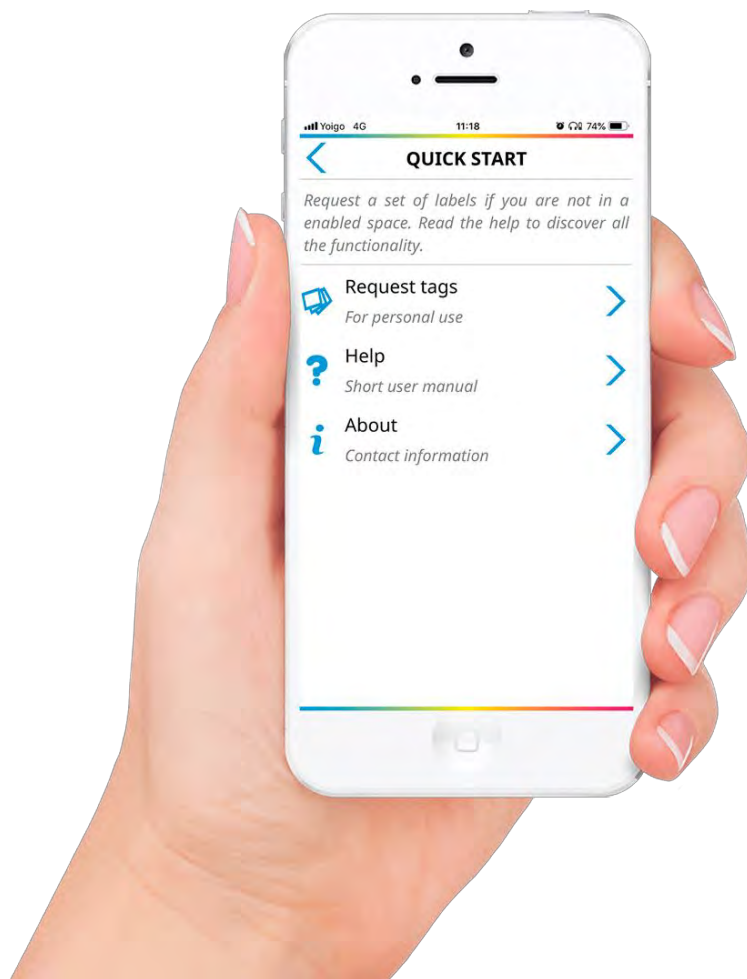 Yoigo 4G 11:18 74%
QUICK START
Request a set of labels if you are not in a
enabled space. Read the help to discover all
the functionality.
Request tags
For personal use
Help
Short user manual
About
Contact information